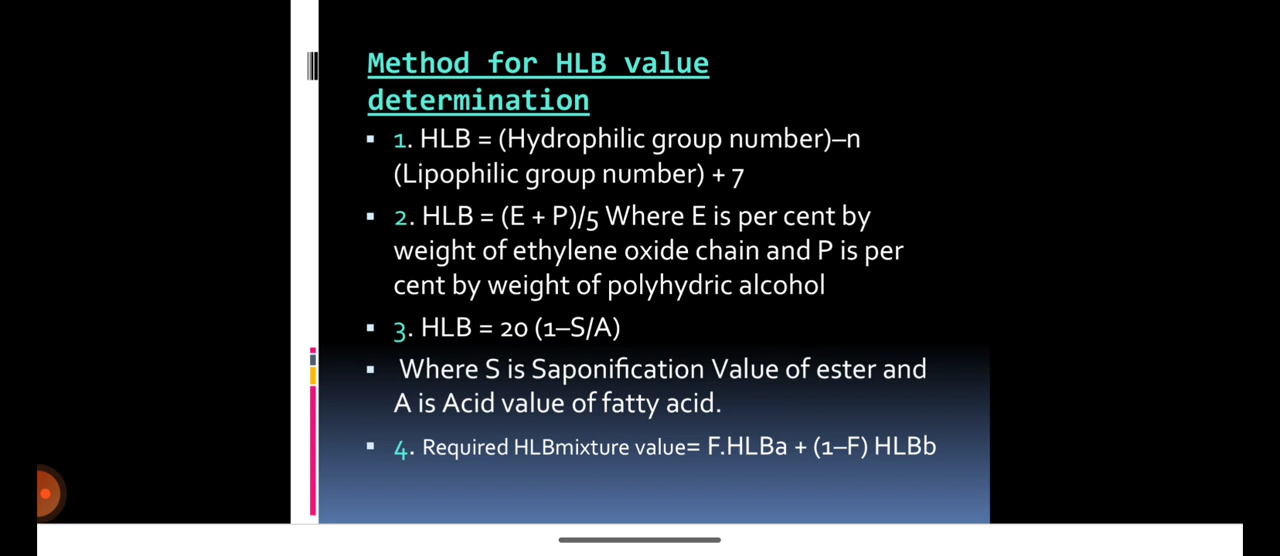 Method for HLB value
determination
▪ 1. HLB = (Hydrophilic group number)–n
(Lipophilic group number) + 7
▪ 2. HLB = (E + P)/5 Where E is per cent by
weight of ethylene oxide chain and P is per
cent by weight of polyhydric alcohol
▪ 3. HLB = 20 (1–S/A)
▪ Where S is Saponification Value of ester and
A is Acid value of fatty acid.
▪ 4. Required HLBmixture value= F.HLBa + (1–F) HLBb